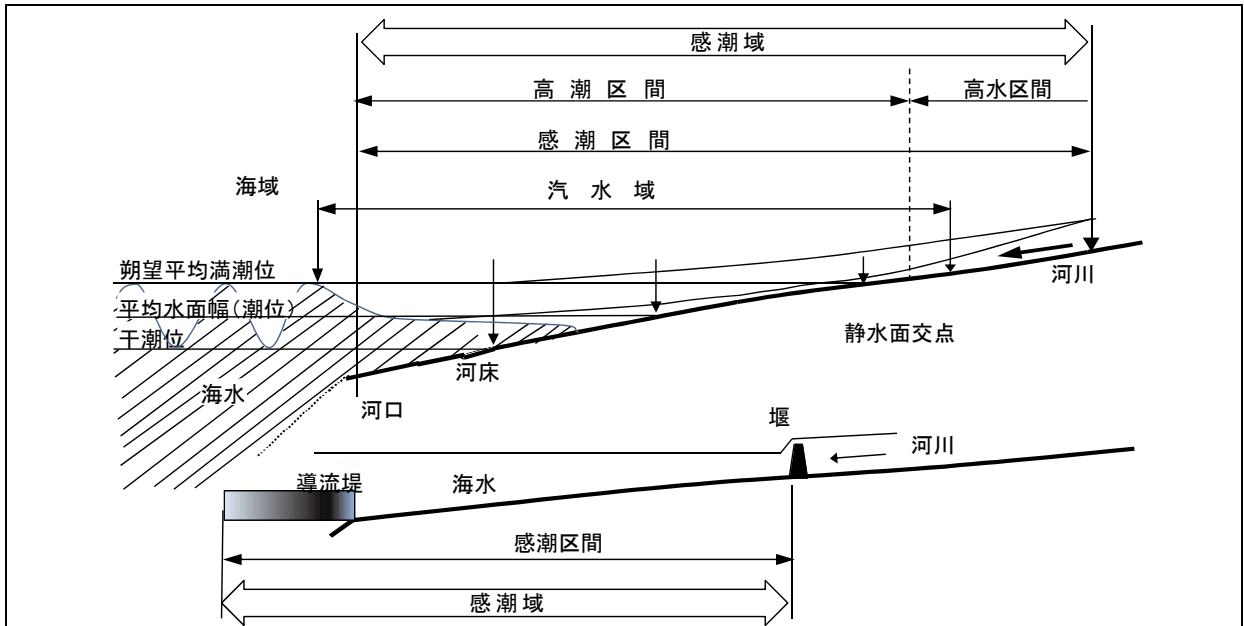 感潮域
高潮区間
高水区間
感潮区間
海域
汽水域
朔望平均満潮位
河川
平均水面幅（潮位）
干潮位
静水面交点
河床
海水
河口
堰
河川
導流堤
海水
感潮区間
感潮域